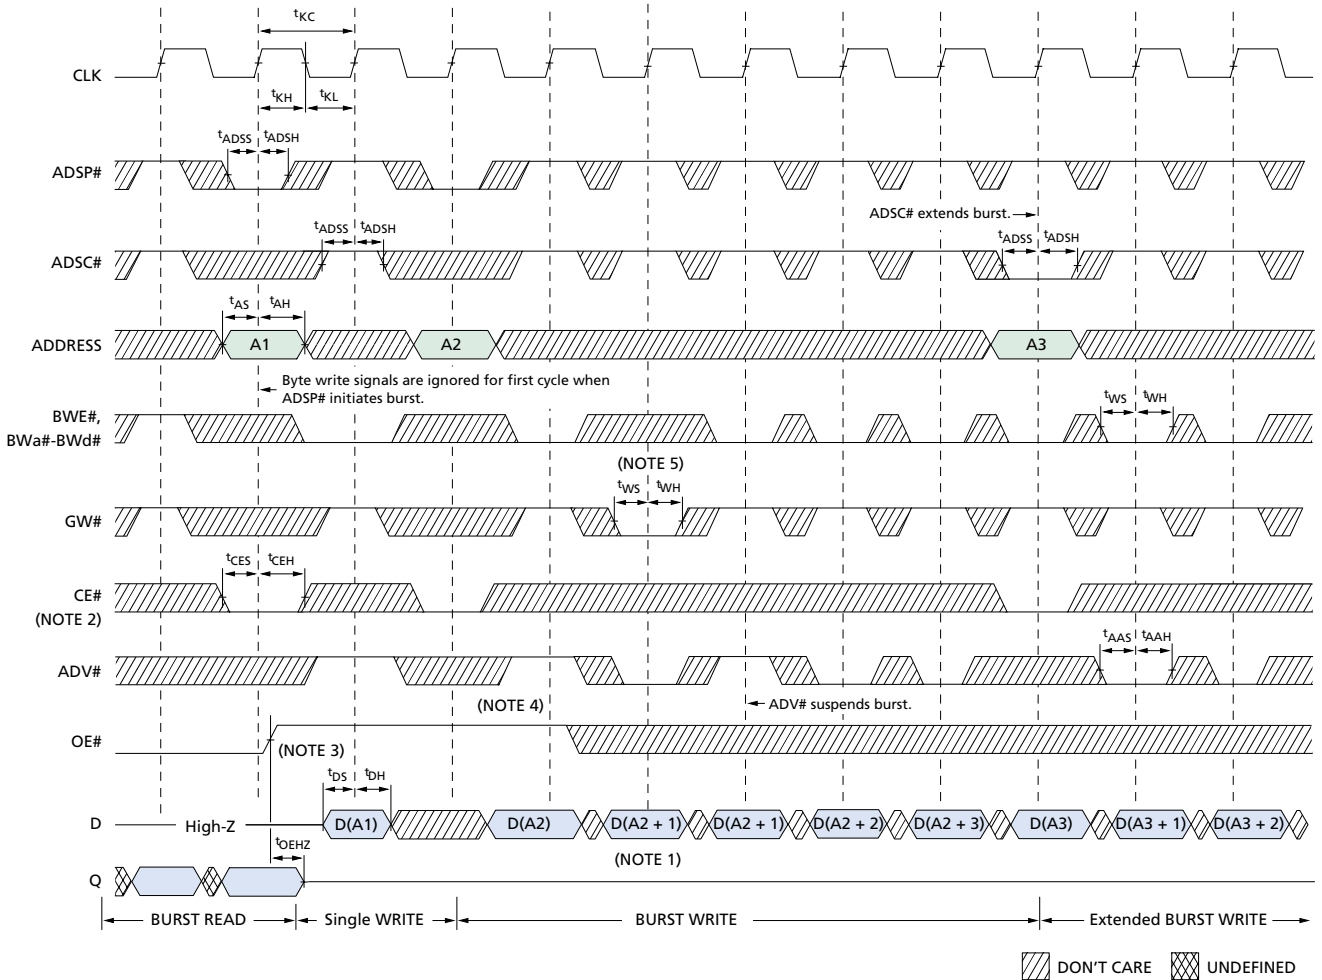 tKC
CLK
tKH tKL
tADSS tADSH
ADSP#
ADSC# extends burst.
tADSS tADSH
tADSS tADSH
ADSC#
tAS tAH
ADDRESS
A1 A2 A3
Byte write signals are ignored for first cycle when
ADSP# initiates burst.
BWE#,
BWa#-BWd#
tWS tWH
(NOTE 5)
tWS tWH
GW#
tCES tCEH
CE#
(NOTE 2)
tAAS tAAH
ADV#
(NOTE 4)
ADV# suspends burst.
OE#
(NOTE 3)
tDS tDH
D
High-Z
D(A1) D(A2) D(A2 + 1) D(A2 + 1) D(A2 + 2) D(A2 + 3) D(A3) D(A3 + 1) D(A3 + 2)
tOEHZ
(NOTE 1)
Q
BURST READ Single WRITE BURST WRITE Extended BURST WRITE
DON'T CARE UNDEFINED